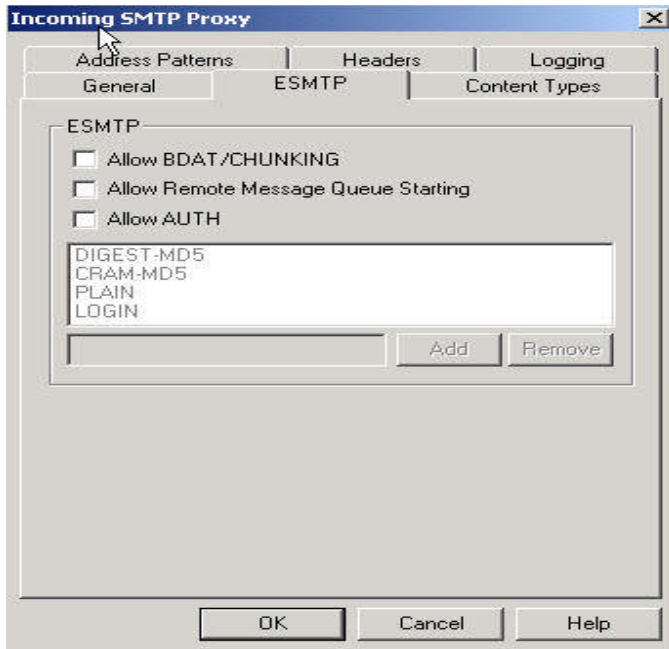 Incoming SMTP Proxy
Address Patterns Headers Logging
General ESMTP Content Types
ESMTP
Allow BDAT/CHUNKING
Allow Remote Message Queue Starting
Allow AUTH
DIGEST-MD5
CRAM-MD5
PLAIN
LOGIN
Add Remove
OK Cancel Help